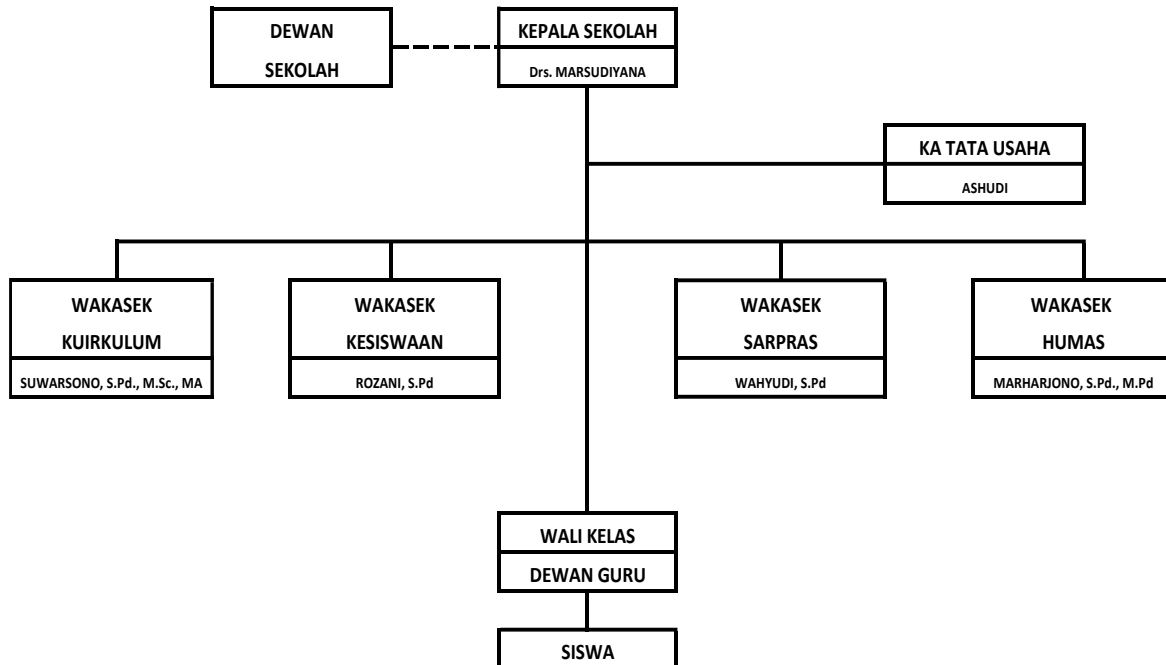 DEWAN
SEKOLAH
KEPALA SEKOLAH
Drs. MARSUDIYANA
KA TATA USAHA
ASHUDI
WAKASEK
KUIRKULUM
SUWARSONO, S.Pd., M.Sc., MA
WAKASEK
KESISWAAN
ROZANI, S.Pd
WAKASEK
SARPRAS
WAHYUDI, S.Pd
WAKASEK
HUMAS
MARHARJONO, S.Pd., M.Pd
WALI KELAS
DEWAN GURU
SISWA